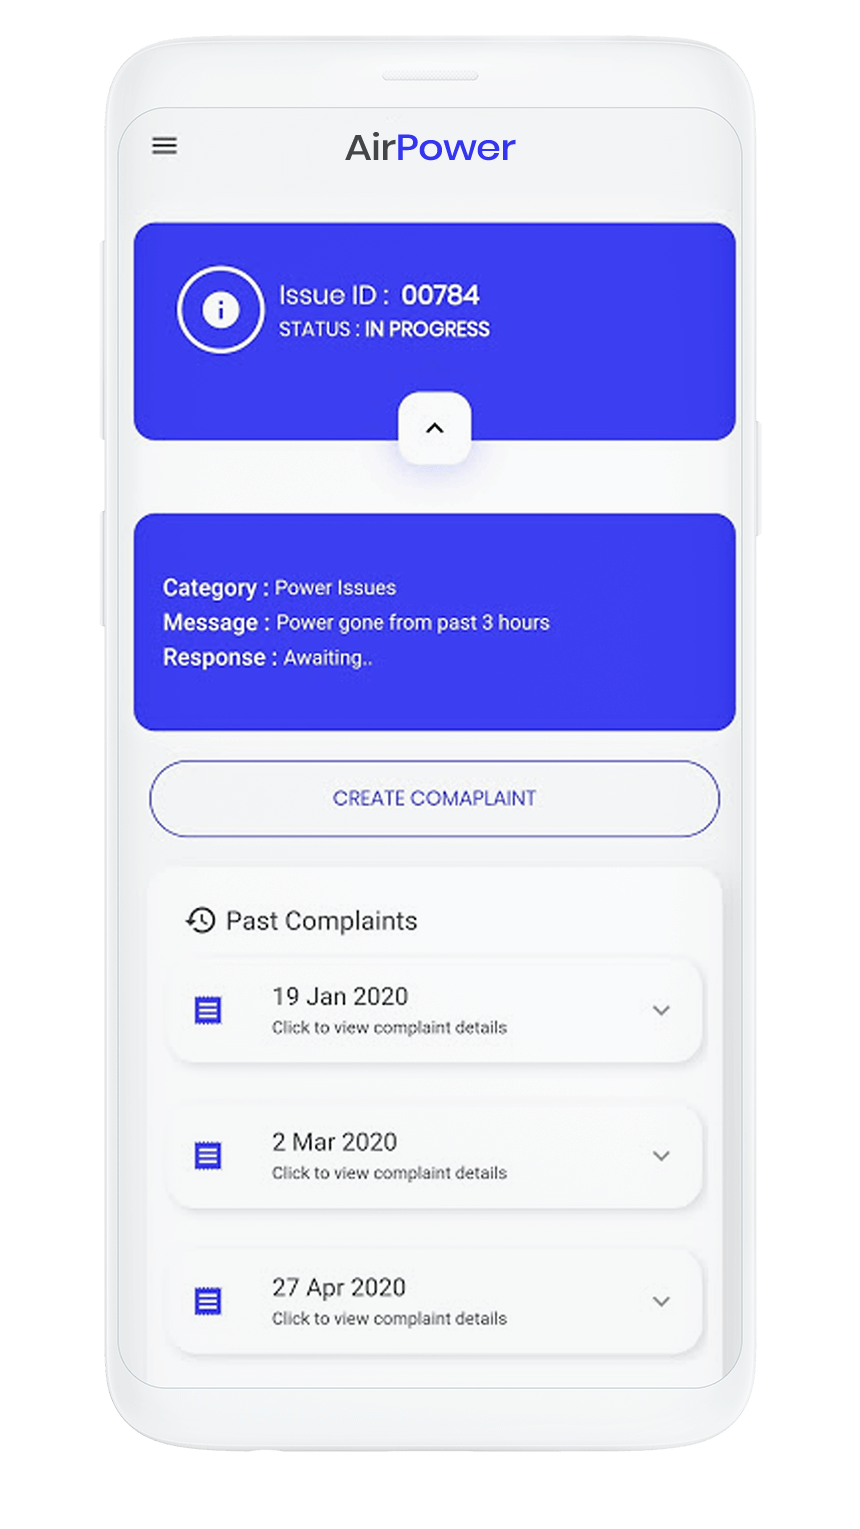 AirPower
Issue ID : 00784
STATUS : IN PROGRESS
Category : Power Issues
Message : Power gone from past 3 hours
Response : Awaiting..
CREATE COMAPLAINT
Past Complaints
19 Jan 2020
Click to view complaint details
2 Mar 2020
Click to view complaint details
27 Apr 2020
Click to view complaint details